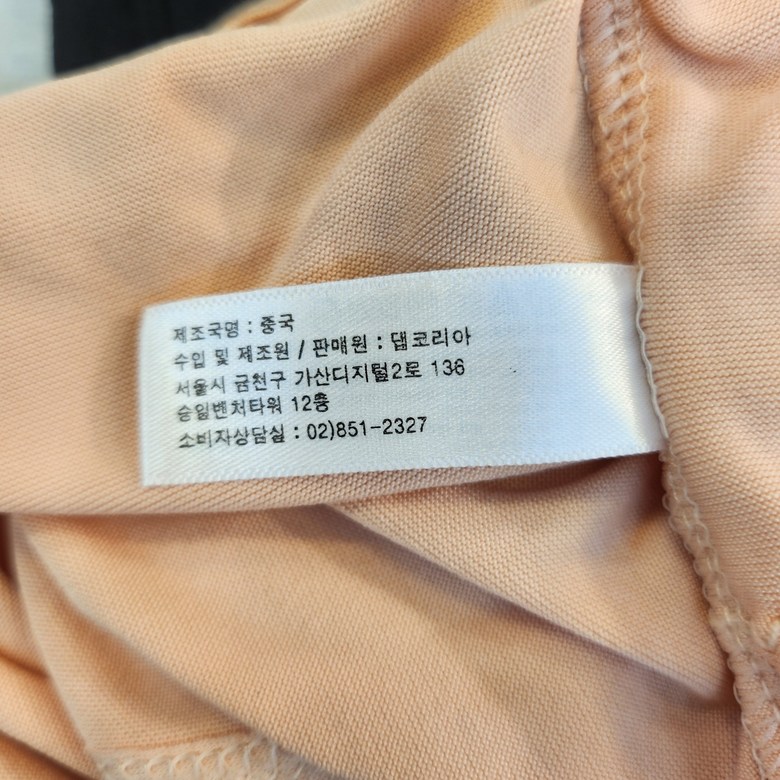 제조국명 : 중국
수입 및 제조원 / 판매원 : 댑코리아
서울시 금천구 가산디지털2로 136
승일벤처타워 12층
소비자상담실 : 02)851-2327